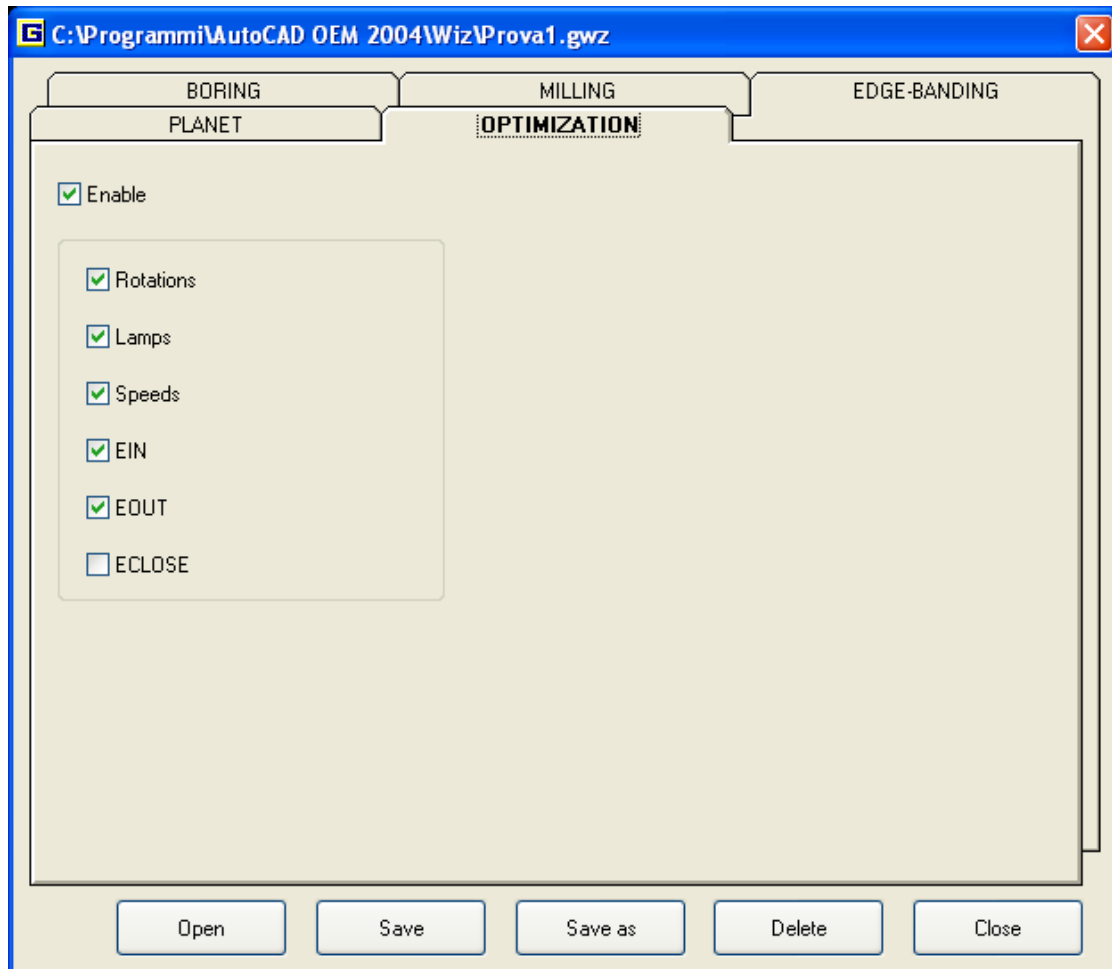 G C:\Programmi\AutoCAD OEM 2004\Wiz\Prova1.gwz
BORING MILLING EDGE-BANDING
PLANET OPTIMIZATION
Enable
Rotations
Lamps
Speeds
EIN
EOUT
ECLOSE
Open Save Save as Delete Close